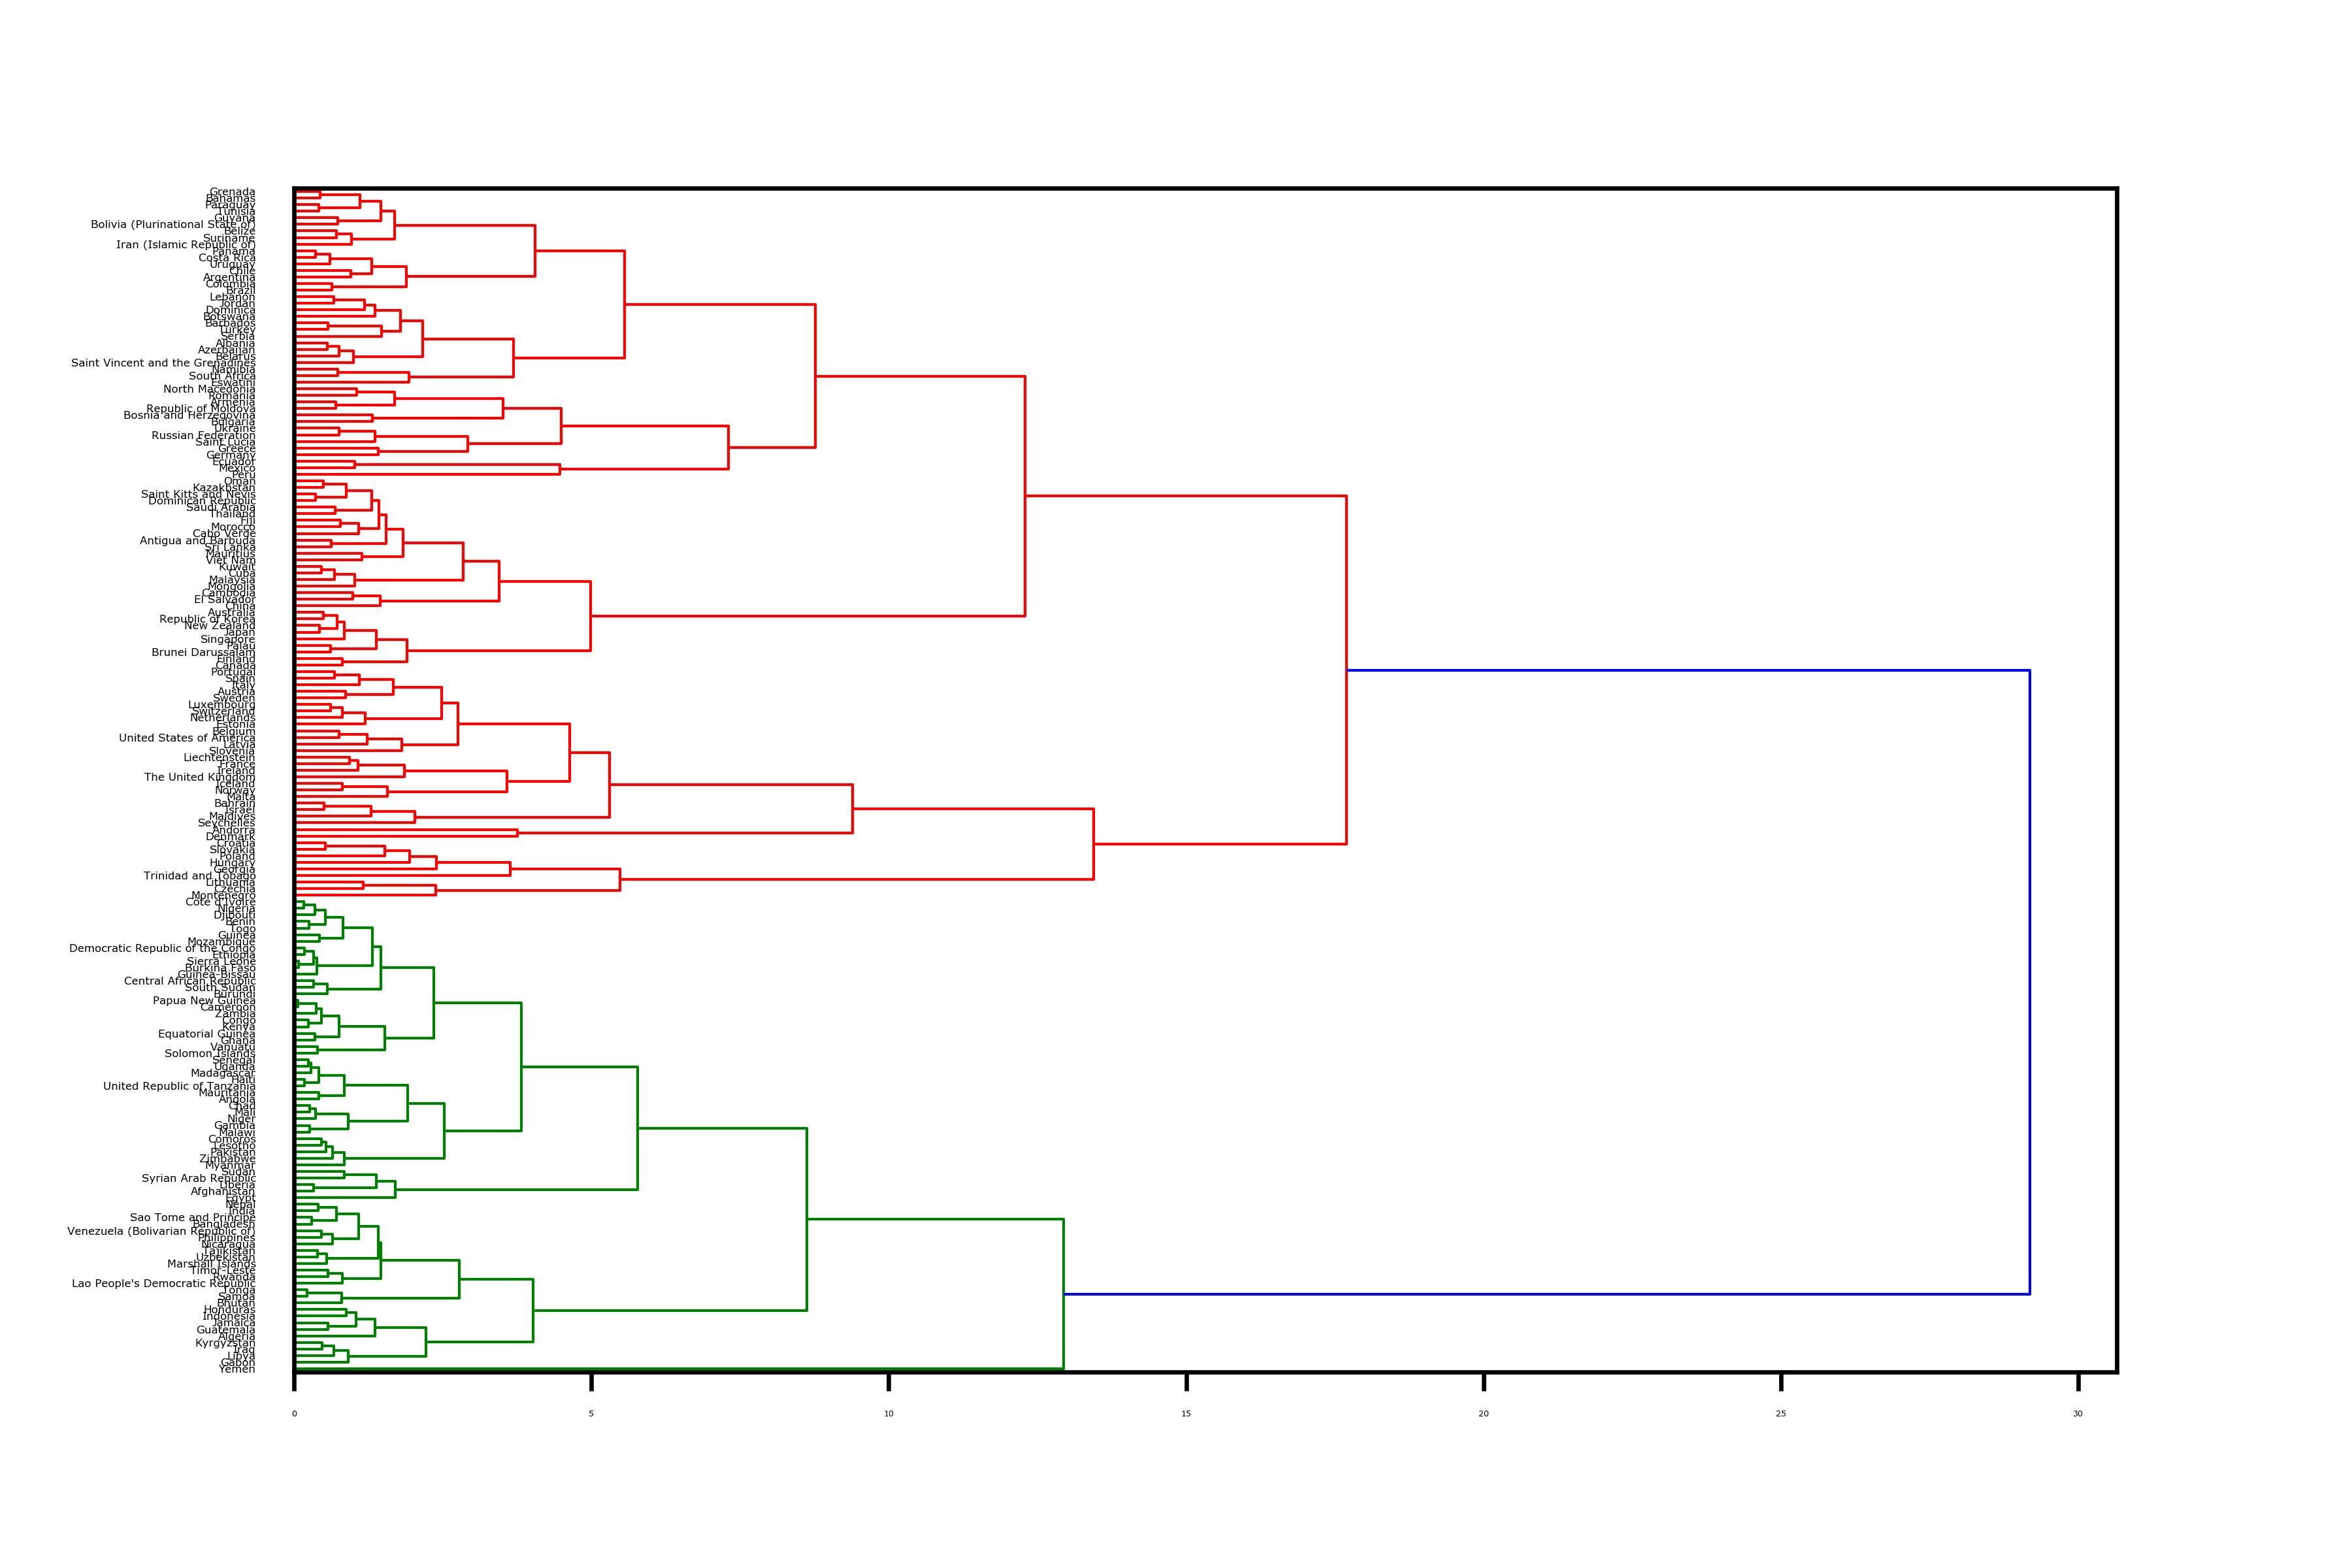 Grenada
Bahamas
Paraguay
Tunisia
Guyana
Bolivia (Plurinational State of)
Belize
Suriname
Iran (Islamic Republic of)
Panama
Costa Rica
Uruguay
Chile
Argentina
Colombia
Brazil
Lebanon
Jordan
Dominica
Botswana
Barbados
Turkey
Serbia
Albania
Azerbaijan
Belarus
Saint Vincent and the Grenadines
Namibia
South Africa
Eswatini
North Macedonia
Romania
Armenia
Republic of Moldova
Bosnia and Herzegovina
Bulgaria
Ukraine
Russian Federation
Saint Lucia
Greece
Germany
Ecuador
Mexico
Peru
Oman
Kazakhstan
Saint Kitts and Nevis
Dominican Republic
Saudi Arabia
Thailand
Fiji
Morocco
Cabo Verde
Antigua and Barbuda
Sri Lanka
Mauritius
Viet Nam
Kuwait
Cuba
Malaysia
Mongolia
Cambodia
El Salvador
China
Australia
Republic of Korea
New Zealand
Japan
Singapore
Palau
Brunei Darussalam
Finland
Canada
Portugal
Spain
Italy
Austria
Sweden
Luxembourg
Switzerland
Netherlands
Estonia
Belgium
United States of America
Latvia
Slovenia
Liechtenstein
France
Ireland
The United Kingdom
Iceland
Norway
Malta
Bahrain
Israel
Maldives
Seychelles
Andorra
Denmark
Croatia
Slovakia
Poland
Hungary
Georgia
Trinidad and Tobago
Lithuania
Czechia
Montenegro
Cote d'Ivoire
Nigeria
Djibouti
Benin
Togo
Guinea
Mozambique
Democratic Republic of the Congo
Ethiopia
Sierra Leone
Burkina Faso
Guinea-Bissau
Central African Republic
South Sudan
Burundi
Papua New Guinea
Cameroon
Zambia
Congo
Kenya
Equatorial Guinea
Ghana
Vanuatu
Solomon Islands
Senegal
Uganda
Madagascar
Haiti
United Republic of Tanzania
Mauritania
Angola
Chad
Mali
Niger
Gambia
Malawi
Comoros
Lesotho
Pakistan
Zimbabwe
Myanmar
Sudan
Syrian Arab Republic
Liberia
Afghanistan
Egypt
Nepal
India
Sao Tome and Principe
Bangladesh
Venezuela (Bolivarian Republic of)
Philippines
Nicaragua
Tajikistan
Uzbekistan
Marshall Islands
Timor-Leste
Rwanda
Lao People's Democratic Republic
Tonga
Samoa
Bhutan
Honduras
Indonesia
Jamaica
Guatemala
Algeria
Kyrgyzstan
Iraq
Libya
Gabon
Yemen
0 5 10 15 20 25 30